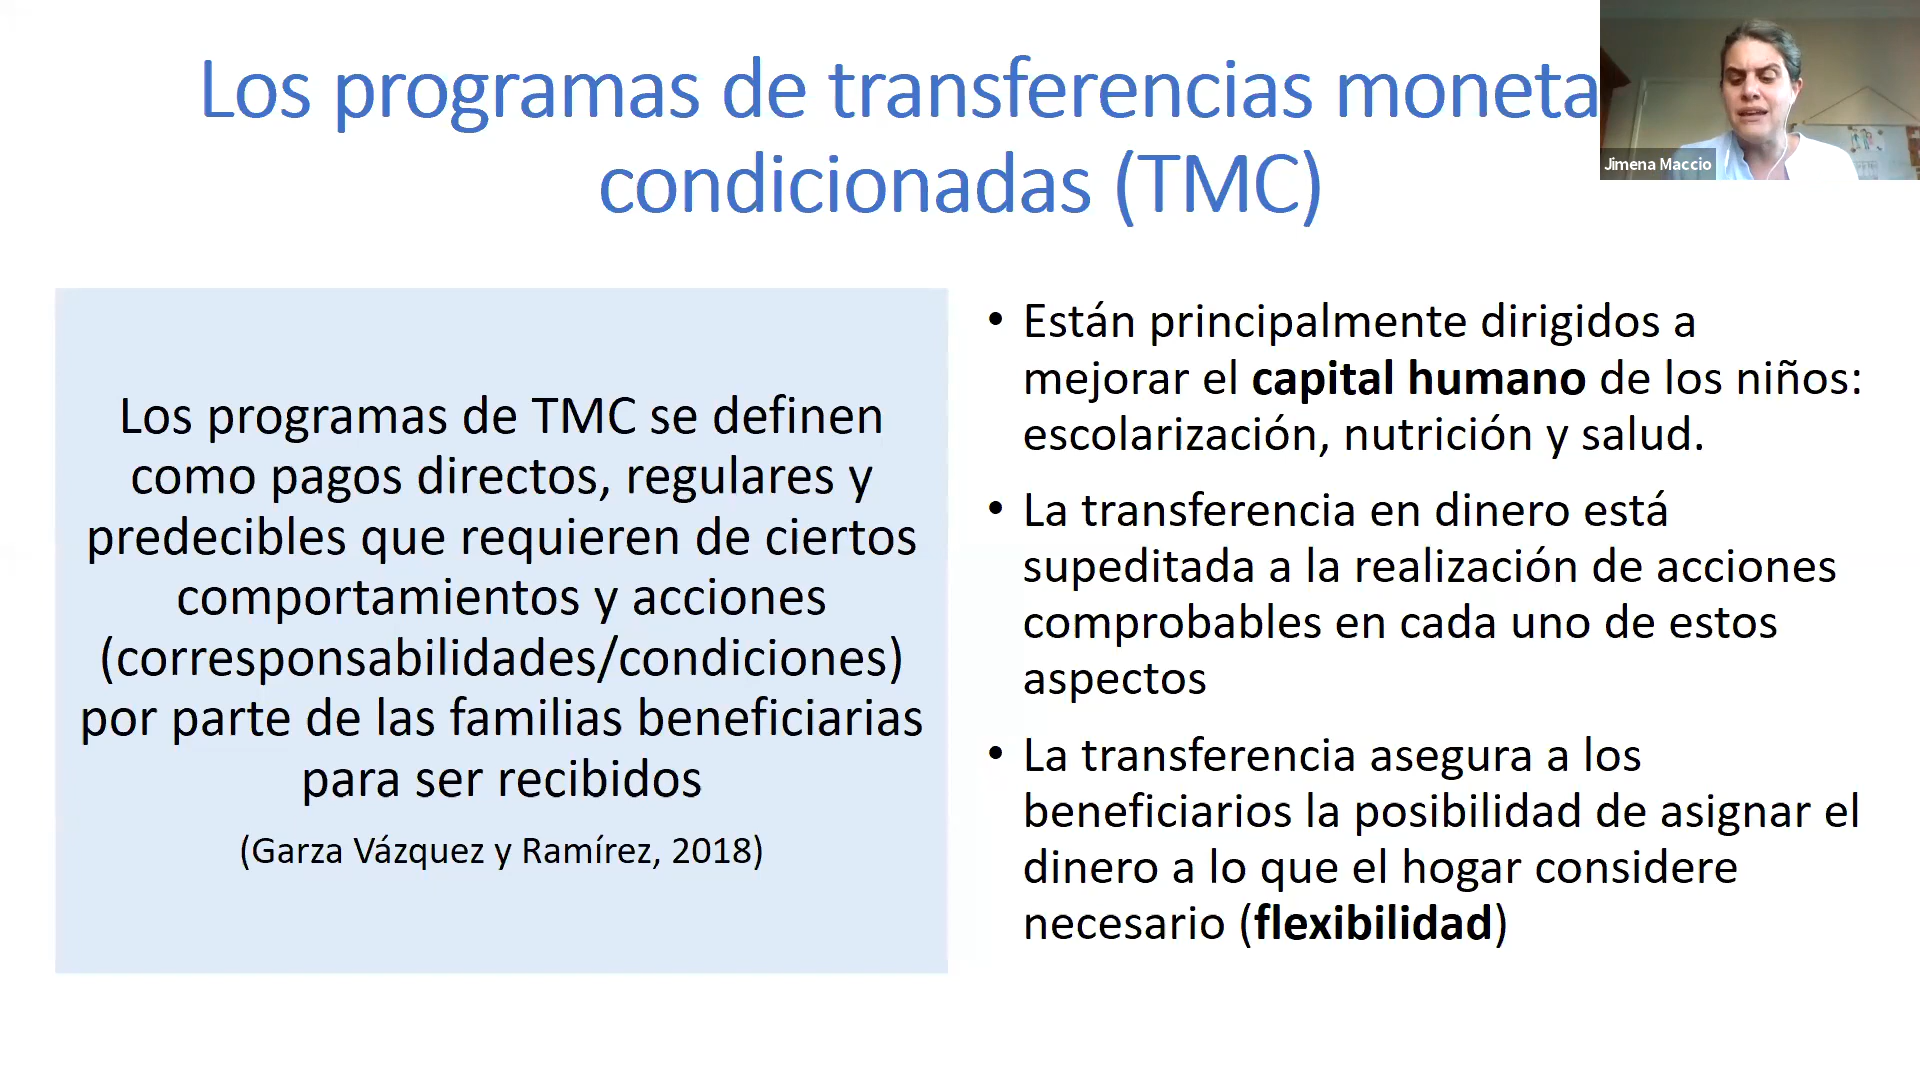 Los programas de transferencias moneta
condicionadas (TMC)
Jimena Maccio
Los programas de TMC se definen
como pagos directos, regulares y
predecibles que requieren de ciertos
comportamientos y acciones
(corresponsabilidades/condiciones)
por parte de las familias beneficiarias
para ser recibidos
(Garza Vázquez y Ramírez, 2018)
• Están principalmente dirigidos a
mejorar el capital humano de los niños:
escolarización, nutrición y salud.
• La transferencia en dinero está
supeditada a la realización de acciones
comprobables en cada uno de estos
aspectos
• La transferencia asegura a los
beneficiarios la posibilidad de asignar el
dinero a lo que el hogar considere
necesario (flexibilidad)